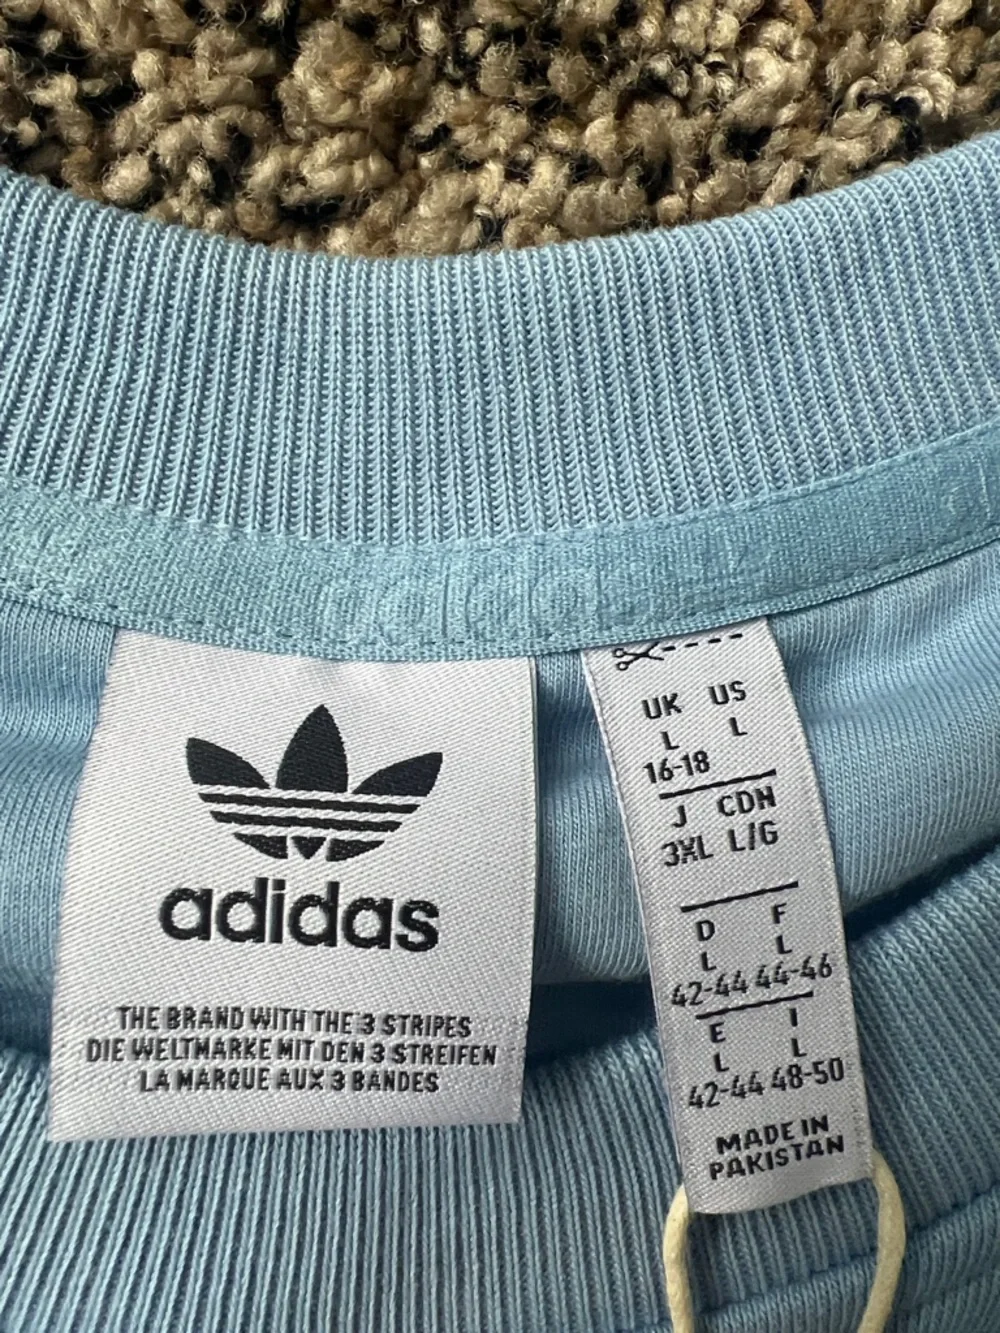 adidas
THE BRAND WITH THE 3 STRIPES
DIE WELTMARKE MIT DEN 3 STREIFEN
LA MARQUE AUX 3 BANDES
UK US
L L
16-18
J CDN
3XL L/G
D F
L L
42-44 44-46
E I
L L
42-44 48-50
MADE IN
PAKISTAN